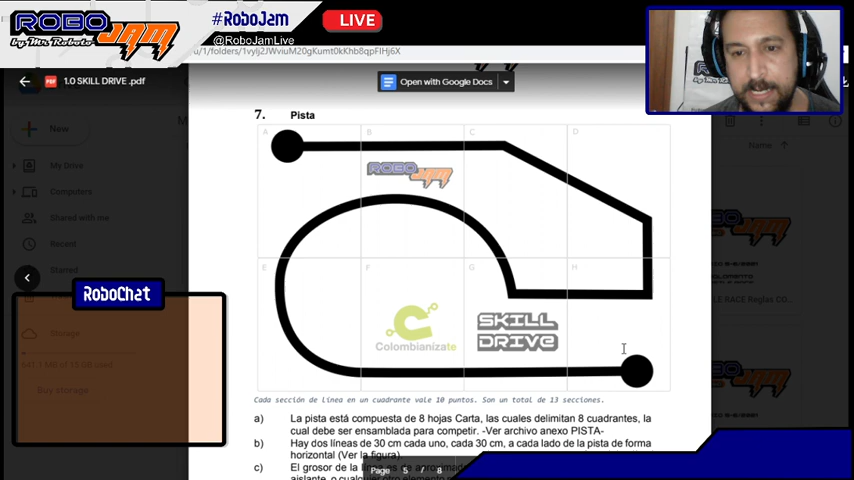 ROBO
JAM
by Mr Roboto
#RoboJam
@RoboJamLive
LIVE
u/1/folders/1vylj2JWviuM20gKumt0kKhb8qpFIHj6X
1.0 SKILL DRIVE .pdf
Open with Google Docs
New
My Drive
Computers
Shared with me
Recent
Starred
Storage
Buy storage
Name
RoboChat
7. Pista
A B C D
ROBO JAM
E F G H
Colombianízate
SKILL
DRIVE
Cada sección de Línea en un cuadrante vale 10 puntos. Son un total de 13 secciones.
a) La pista está compuesta de 8 hojas Carta, las cuales delimitan 8 cuadrantes, la
cual debe ser ensamblada para competir. -Ver archivo anexo PISTA-
b) Hay dos líneas de 30 cm cada uno, cada 30 cm, a cada lado de la pista de forma
horizontal (Ver la figura).
c) El grosor de la
Page 5 / 8